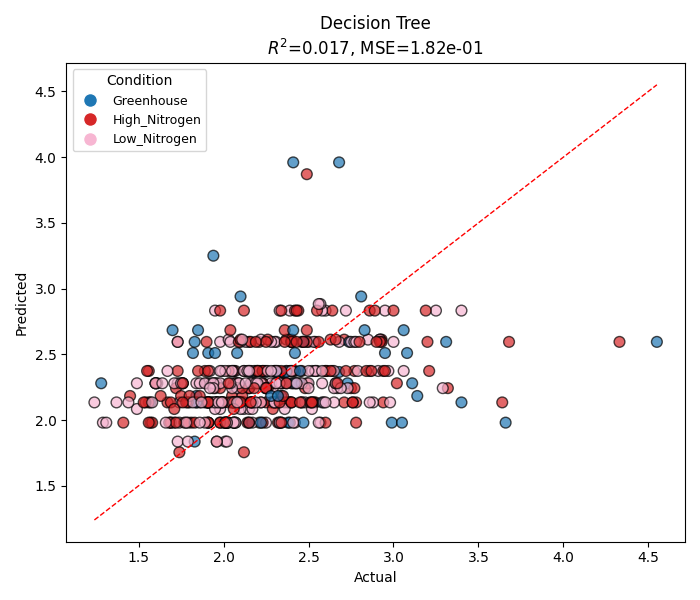 Decision Tree
R²=0.017, MSE=1.82e-01
Condition
Greenhouse
High_Nitrogen
Low_Nitrogen
Predicted
4.5
4.0
3.5
3.0
2.5
2.0
1.5
1.5 2.0 2.5 3.0 3.5 4.0 4.5
Actual